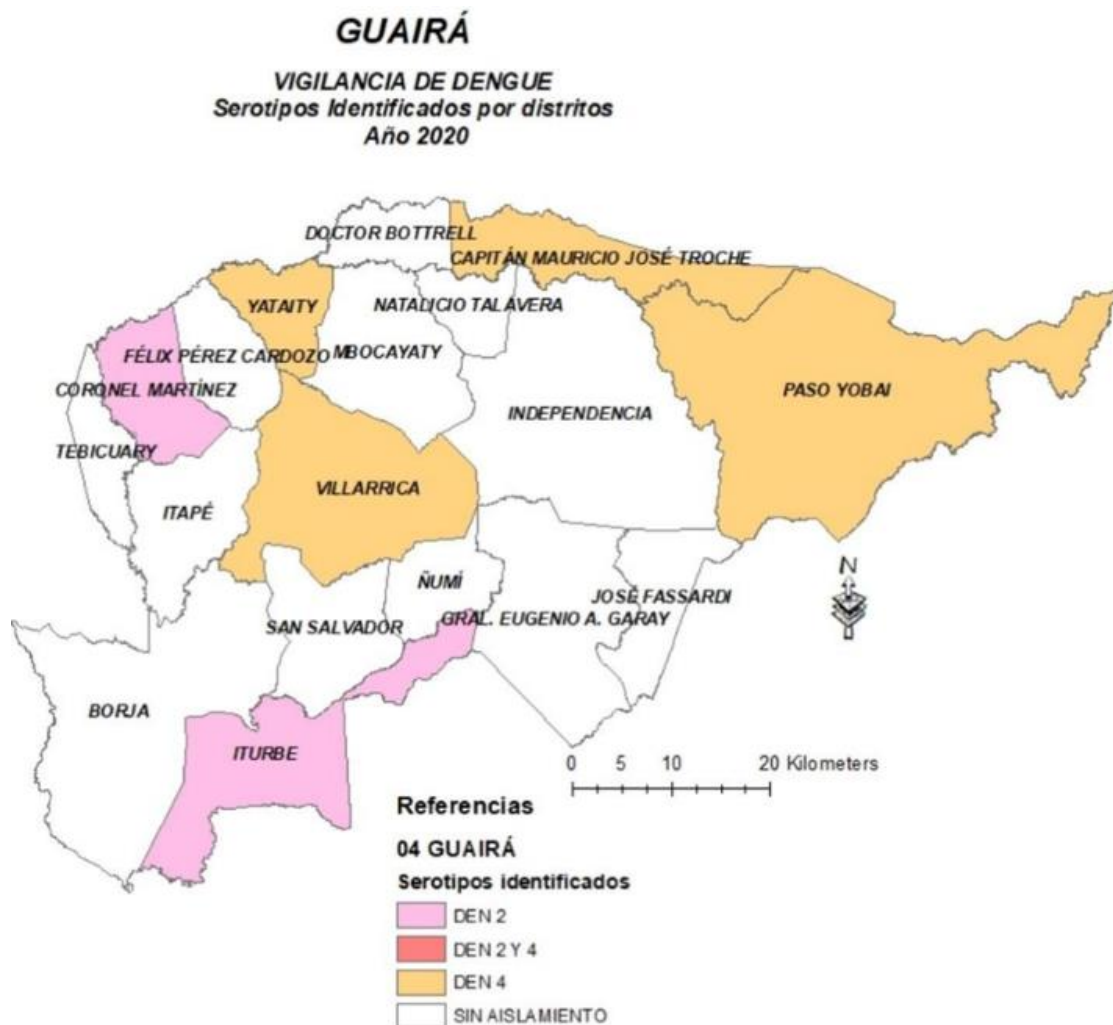 GUAIRÁ
VIGILANCIA DE DENGUE
Serotipos Identificados por distritos
Año 2020
DOCTOR BOTTRELL
CAPITÁN MAURICIO JOSÉ TROCHE
YATAITY
NATALICIO TALAVERA
FÉLIX PÉREZ CARDOZO
MBOCAYATY
CORONEL MARTÍNEZ
PASO YOBAI
INDEPENDENCIA
TEBICUARY
VILLARRICA
ITAPÉ
ÑUMÍ
N
JOSÉ FASSARDI
GRAL. EUGENIO A. GARAY
SAN SALVADOR
BORJA
ITURBE
0 5 10 20 Kilometers
Referencias
04 GUAIRÁ
Serotipos identificados
DEN 2
DEN 2 Y 4
DEN 4
SIN AISLAMIENTO